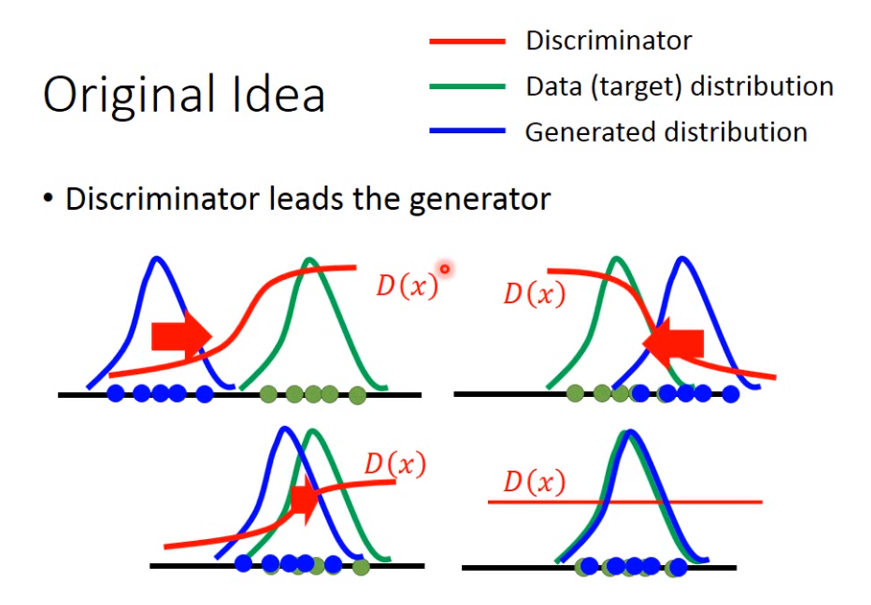 Discriminator
Data (target) distribution
Generated distribution
Original Idea
• Discriminator leads the generator
D(x)
D(x)
D(x)
D(x)